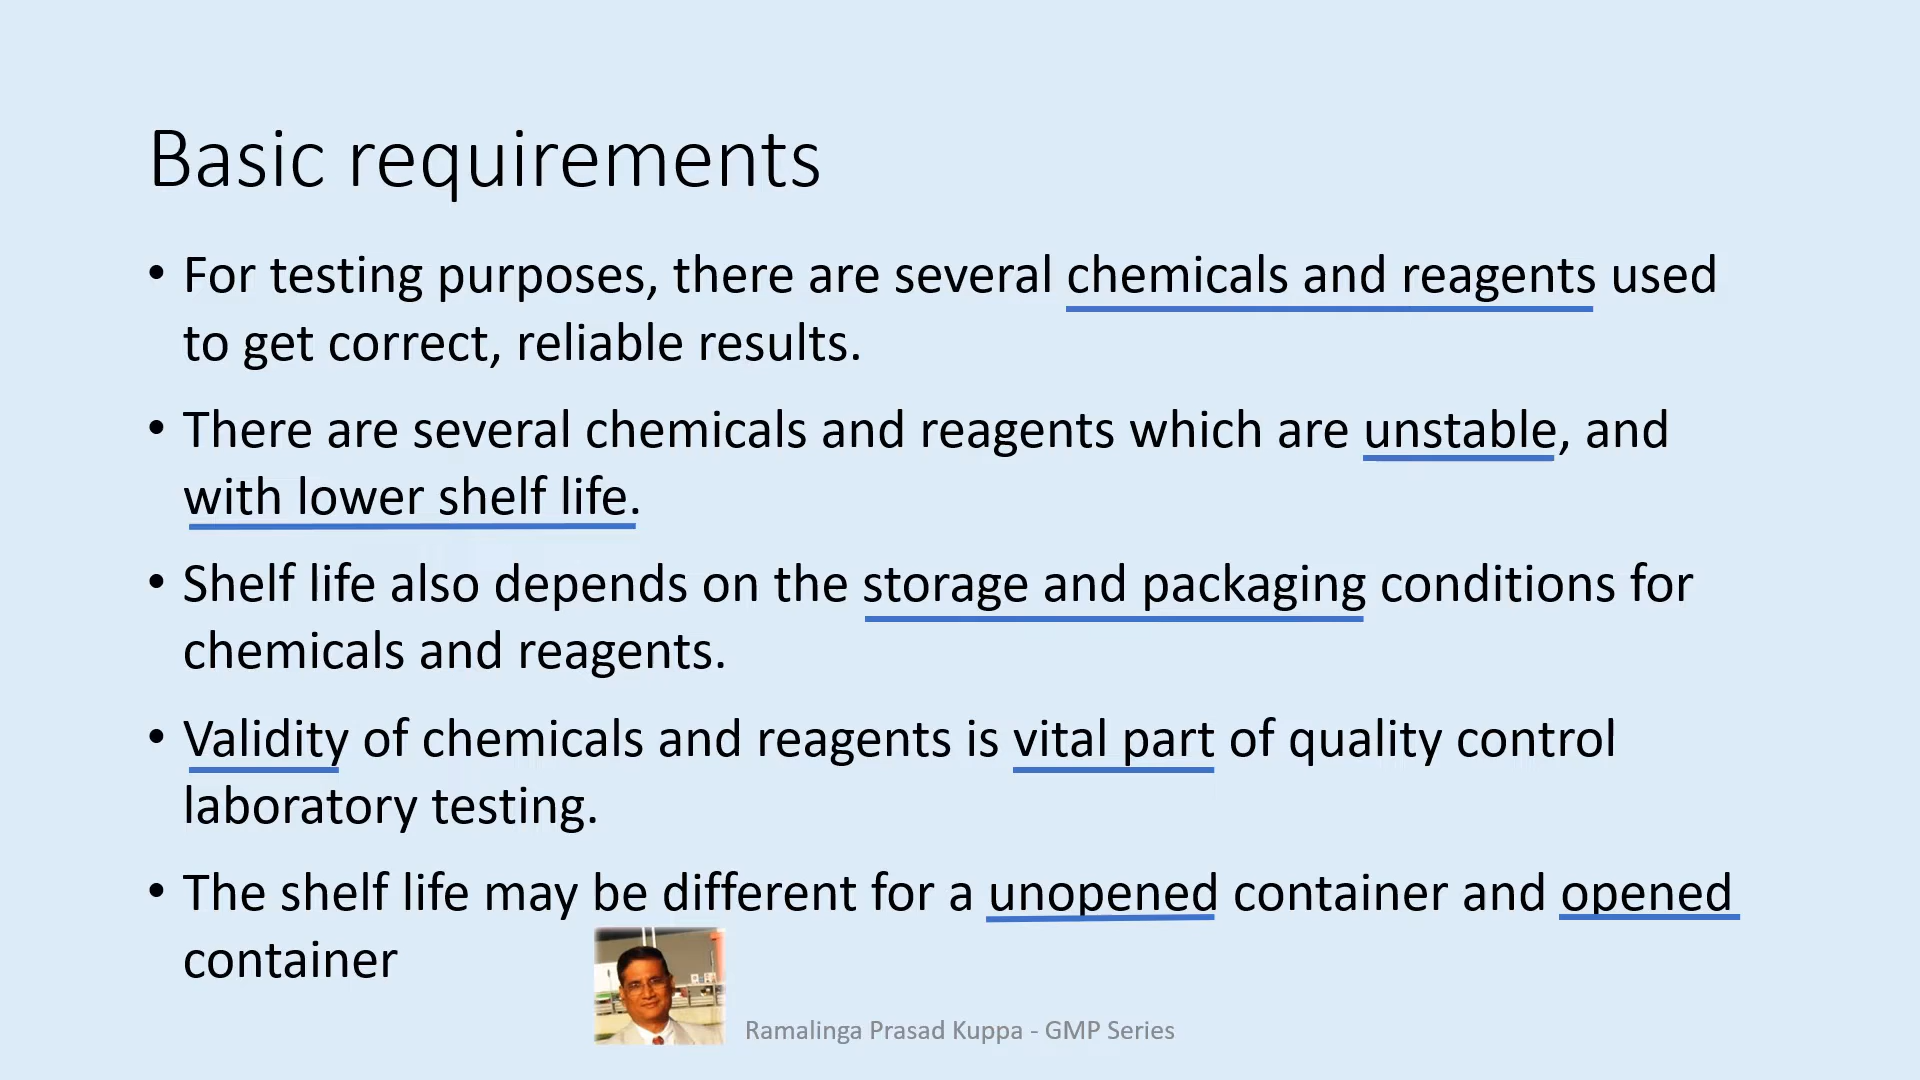 Basic requirements
• For testing purposes, there are several chemicals and reagents used
to get correct, reliable results.
• There are several chemicals and reagents which are unstable, and
with lower shelf life.
• Shelf life also depends on the storage and packaging conditions for
chemicals and reagents.
• Validity of chemicals and reagents is vital part of quality control
laboratory testing.
• The shelf life may be different for a unopened container and opened
container
Ramalinga Prasad Kuppa - GMP Series